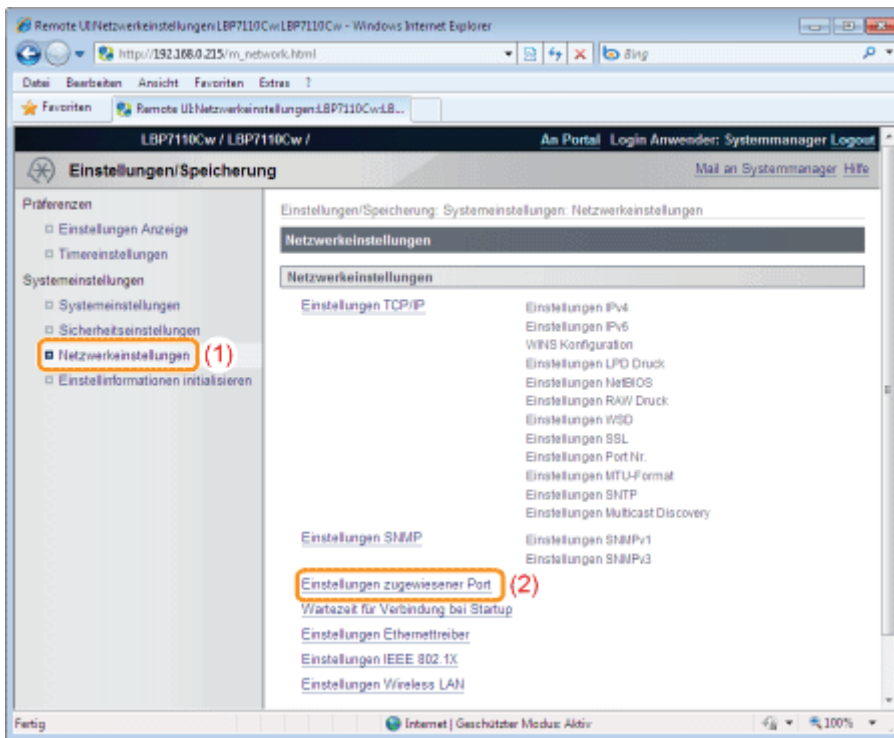 Remote UI:Netzwerkeinstellungen:LBP7110Cw:LBP7110Cw - Windows Internet Explorer
http://192.168.0.215/m_network.html
Bing
Datei Bearbeiten Ansicht Favoriten Extras ?
Favoriten Remote UI:Netzwerkeinstellungen:LBP7110Cw:LB...
LBP7110Cw / LBP7110Cw / An Portal Login Anwender: Systemmanager Logout
Einstellungen/Speicherung Mail an Systemmanager Hilfe
Präferenzen
Einstellungen Anzeige
Timereinstellungen
Systemeinstellungen
Systemeinstellungen
Sicherheitseinstellungen
Netzwerkeinstellungen (1)
Einstellinformationen initialisieren
Einstellungen/Speicherung: Systemeinstellungen: Netzwerkeinstellungen
Netzwerkeinstellungen
Netzwerkeinstellungen
Einstellungen TCP/IP Einstellungen IPv4
Einstellungen IPv6
WINS Konfiguration
Einstellungen LPD Druck
Einstellungen NetBIOS
Einstellungen RAW Druck
Einstellungen WSD
Einstellungen SSL
Einstellungen Port Nr.
Einstellungen MTU-Format
Einstellungen SNTP
Einstellungen Multicast Discovery
Einstellungen SNMP Einstellungen SNMPv1
Einstellungen SNMPv3
Einstellungen zugewiesener Port (2)
Wartezeit für Verbindung bei Startup
Einstellungen Ethernettreiber
Einstellungen IEEE 802.1X
Einstellungen Wireless LAN
Fertig Internet | Geschützter Modus: Aktiv 100%